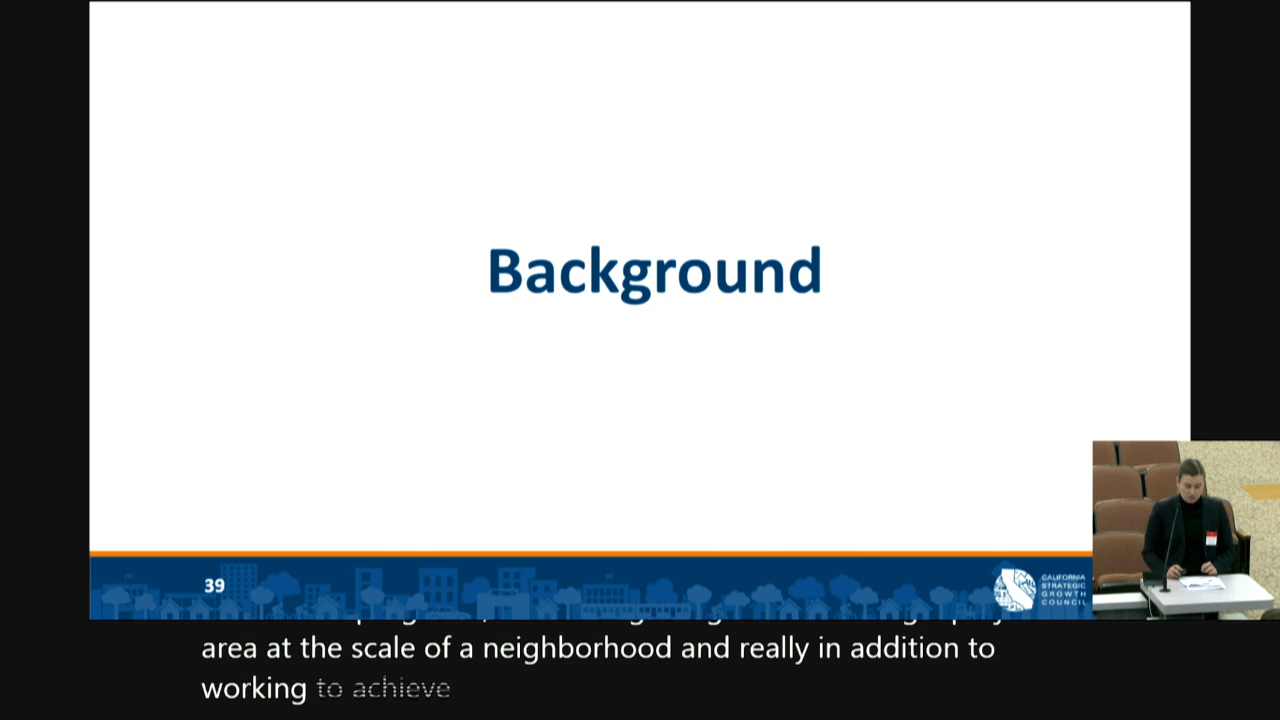 Background
39
CALIFORNIA
STRATEGIC
GROWTH
COUNCIL
area at the scale of a neighborhood and really in addition to
working to achieve